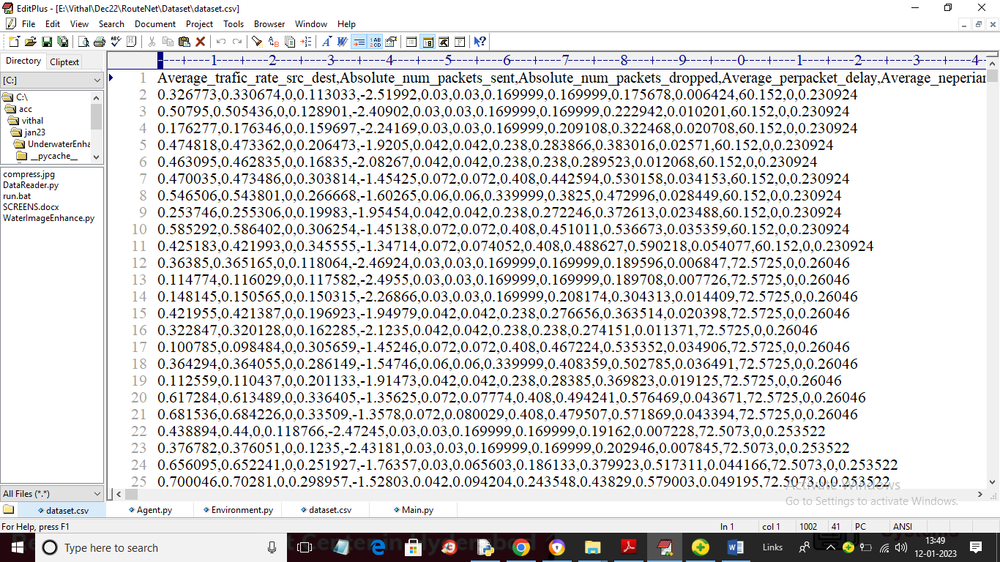 EditPlus - [E:\Vithal\Dec22\RouteNet\Dataset\dataset.csv]
File Edit View Search Document Project Tools Browser Window Help
Directory Cliptext
[C:]
C:\
acc
vithal
jan23
UnderwaterEnha
__pycache__
compress.jpg
DataReader.py
run.bat
SCREENS.docx
WaterImageEnhance.py
All Files (*.*)
----+----1----+----2----+----3----+----4----+----5----+----6----+----7----+----8----+----9----+----0----+----1----+----2----+----3----+----4-
1 Average_trafic_rate_src_dest,Absolute_num_packets_sent,Absolute_num_packets_dropped,Average_perpacket_delay,Average_neperian
2 0.326773,0.330674,0,0.113033,-2.51992,0.03,0.03,0.169999,0.169999,0.175678,0.006424,60.152,0,0.230924
3 0.50795,0.505436,0,0.128901,-2.40902,0.03,0.03,0.169999,0.169999,0.222942,0.010201,60.152,0,0.230924
4 0.176277,0.176346,0,0.159697,-2.24169,0.03,0.03,0.169999,0.209108,0.322468,0.020708,60.152,0,0.230924
5 0.474818,0.473362,0,0.206473,-1.9205,0.042,0.042,0.238,0.283866,0.383016,0.02571,60.152,0,0.230924
6 0.463095,0.462835,0,0.16835,-2.08267,0.042,0.042,0.238,0.238,0.289523,0.012068,60.152,0,0.230924
7 0.470035,0.473486,0,0.303814,-1.45425,0.072,0.072,0.408,0.442594,0.530158,0.034153,60.152,0,0.230924
8 0.546506,0.543801,0,0.266668,-1.60265,0.06,0.06,0.339999,0.3825,0.472996,0.028449,60.152,0,0.230924
9 0.253746,0.255306,0,0.19983,-1.95454,0.042,0.042,0.238,0.272246,0.372613,0.023488,60.152,0,0.230924
10 0.585292,0.586402,0,0.306254,-1.45138,0.072,0.072,0.408,0.451011,0.536673,0.035359,60.152,0,0.230924
11 0.425183,0.421993,0,0.345555,-1.34714,0.072,0.074052,0.408,0.488627,0.590218,0.054077,60.152,0,0.230924
12 0.36385,0.365165,0,0.118064,-2.46924,0.03,0.03,0.169999,0.169999,0.189596,0.006847,72.5725,0,0.26046
13 0.114774,0.116029,0,0.117582,-2.4955,0.03,0.03,0.169999,0.169999,0.189708,0.007726,72.5725,0,0.26046
14 0.148145,0.150565,0,0.150315,-2.26866,0.03,0.03,0.169999,0.208174,0.304313,0.014409,72.5725,0,0.26046
15 0.421955,0.421387,0,0.196923,-1.94979,0.042,0.042,0.238,0.276656,0.363514,0.020398,72.5725,0,0.26046
16 0.322847,0.320128,0,0.162285,-2.1235,0.042,0.042,0.238,0.238,0.274151,0.011371,72.5725,0,0.26046
17 0.100785,0.098484,0,0.305659,-1.45246,0.072,0.072,0.408,0.467224,0.535352,0.034906,72.5725,0,0.26046
18 0.364294,0.364055,0,0.286149,-1.54746,0.06,0.06,0.339999,0.408359,0.502785,0.036491,72.5725,0,0.26046
19 0.112559,0.110437,0,0.201133,-1.91473,0.042,0.042,0.238,0.28385,0.369823,0.019125,72.5725,0,0.26046
20 0.617284,0.613489,0,0.336405,-1.35625,0.072,0.07774,0.408,0.494241,0.576469,0.043671,72.5725,0,0.26046
21 0.681536,0.684226,0,0.33509,-1.3578,0.072,0.080029,0.408,0.479507,0.571869,0.043394,72.5725,0,0.26046
22 0.438894,0.44,0,0.118766,-2.47245,0.03,0.03,0.169999,0.169999,0.19162,0.007228,72.5073,0,0.253522
23 0.376782,0.376051,0,0.1235,-2.43181,0.03,0.03,0.169999,0.169999,0.202946,0.007845,72.5073,0,0.253522
24 0.656095,0.652241,0,0.251927,-1.76357,0.03,0.065603,0.186133,0.379923,0.517311,0.044166,72.5073,0,0.253522
25 0.700046,0.70281,0,0.298957,-1.52803,0.042,0.094204,0.243548,0.43829,0.579003,0.049195,72.5073,0,0.253522
Activate Windows
Go to Settings to activate Windows.
dataset.csv Agent.py Environment.py dataset.csv Main.py
For Help, press F1 ln 1 col 1 1002 41 PC ANSI
Type here to search
Links
13:49
12-01-2023